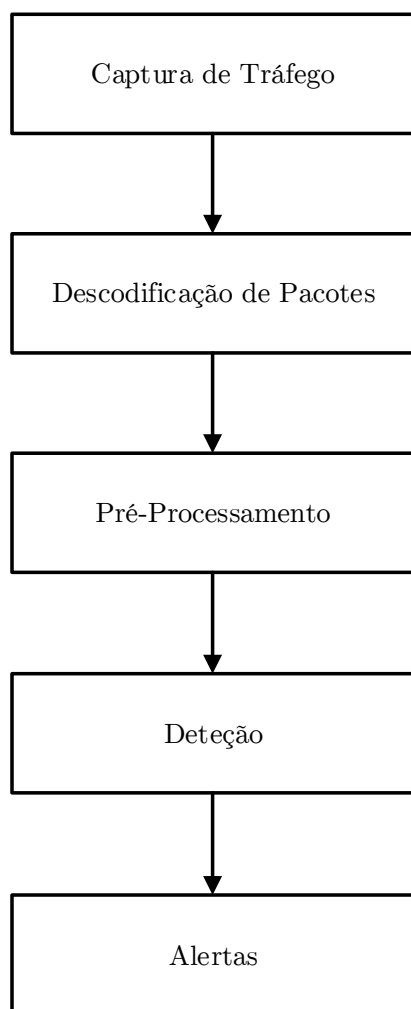 Captura de Tráfego
Descodificação de Pacotes
Pré-Processamento
Deteção
Alertas